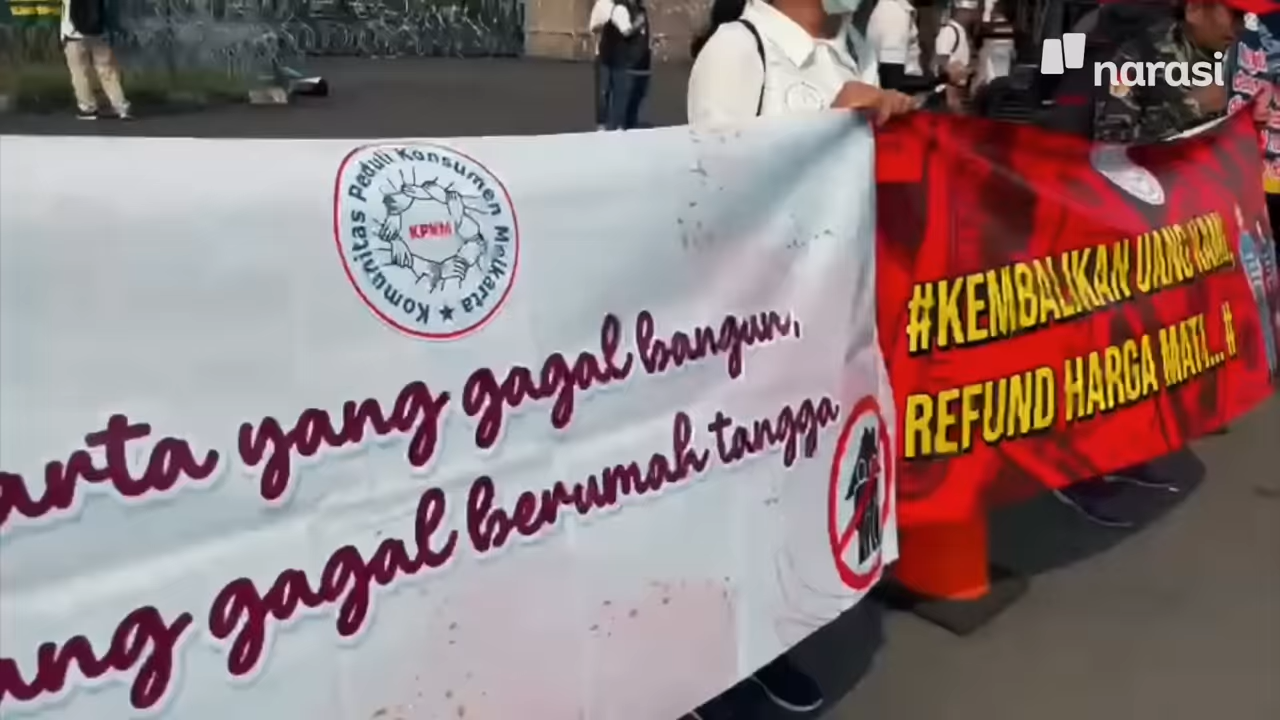 narasi
Komunitas Peduli Konsumen Meikarta ★
KPKM
arta yang gagal bangun,
ang gagal berumah tangga
#KEMBALIKAN UANG KAMI,
REFUND HARGA MATI...#